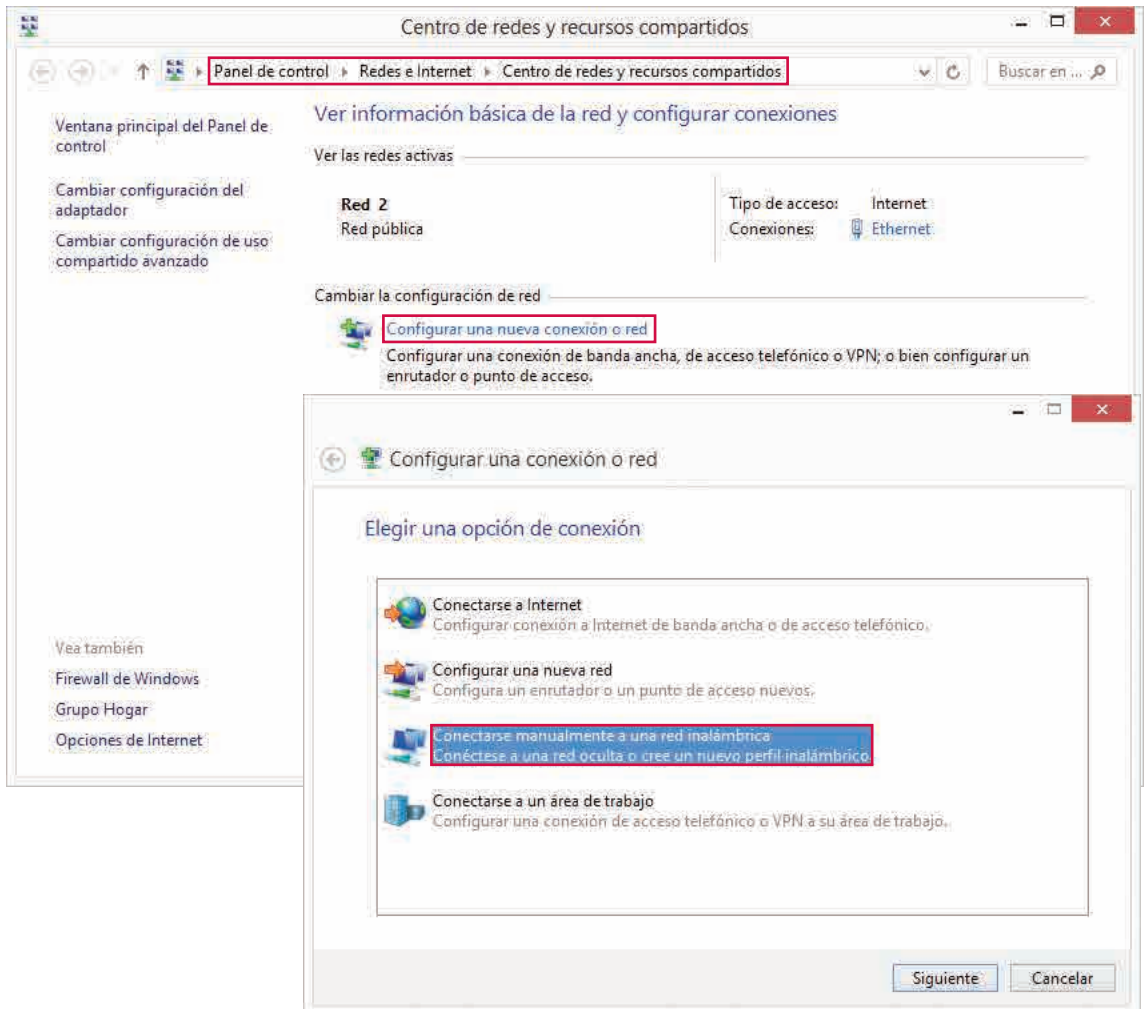 Centro de redes y recursos compartidos
Panel de control ▸ Redes e Internet ▸ Centro de redes y recursos compartidos
Buscar en ...
Ventana principal del Panel de
control
Cambiar configuración del
adaptador
Cambiar configuración de uso
compartido avanzado
Ver información básica de la red y configurar conexiones
Ver las redes activas
Red 2
Red pública
Tipo de acceso: Internet
Conexiones: Ethernet
Cambiar la configuración de red
Configurar una nueva conexión o red
Configurar una conexión de banda ancha, de acceso telefónico o VPN; o bien configurar un
enrutador o punto de acceso.
Vea también
Firewall de Windows
Grupo Hogar
Opciones de Internet
Configurar una conexión o red
Elegir una opción de conexión
Conectarse a Internet
Configurar conexión a Internet de banda ancha o de acceso telefónico.
Configurar una nueva red
Configura un enrutador o un punto de acceso nuevos.
Conectarse manualmente a una red inalámbrica
Conéctese a una red oculta o cree un nuevo perfil inalámbrico.
Conectarse a un área de trabajo
Configurar una conexión de acceso telefónico o VPN a su área de trabajo.
Siguiente
Cancelar